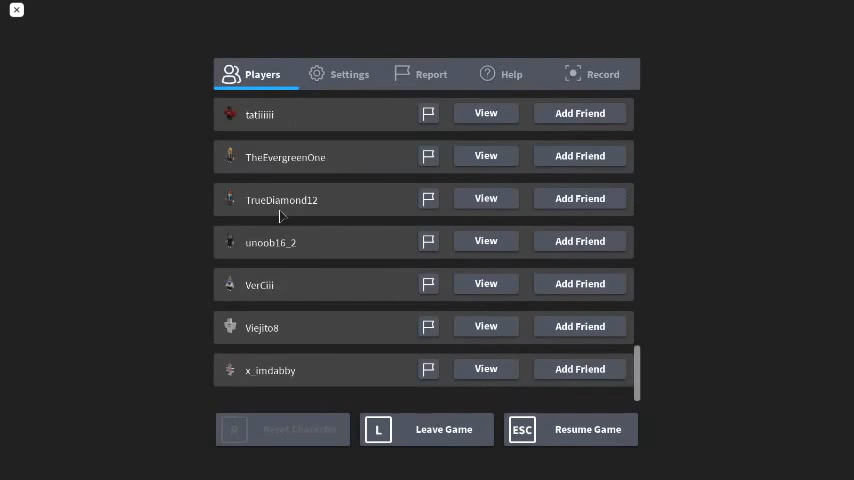 Players Settings Report Help Record
tatiiiiii View Add Friend
TheEvergreenOne View Add Friend
TrueDiamond12 View Add Friend
unoob16_2 View Add Friend
VerCiii View Add Friend
Viejito8 View Add Friend
x_imdabby View Add Friend
R Reset Character L Leave Game ESC Resume Game